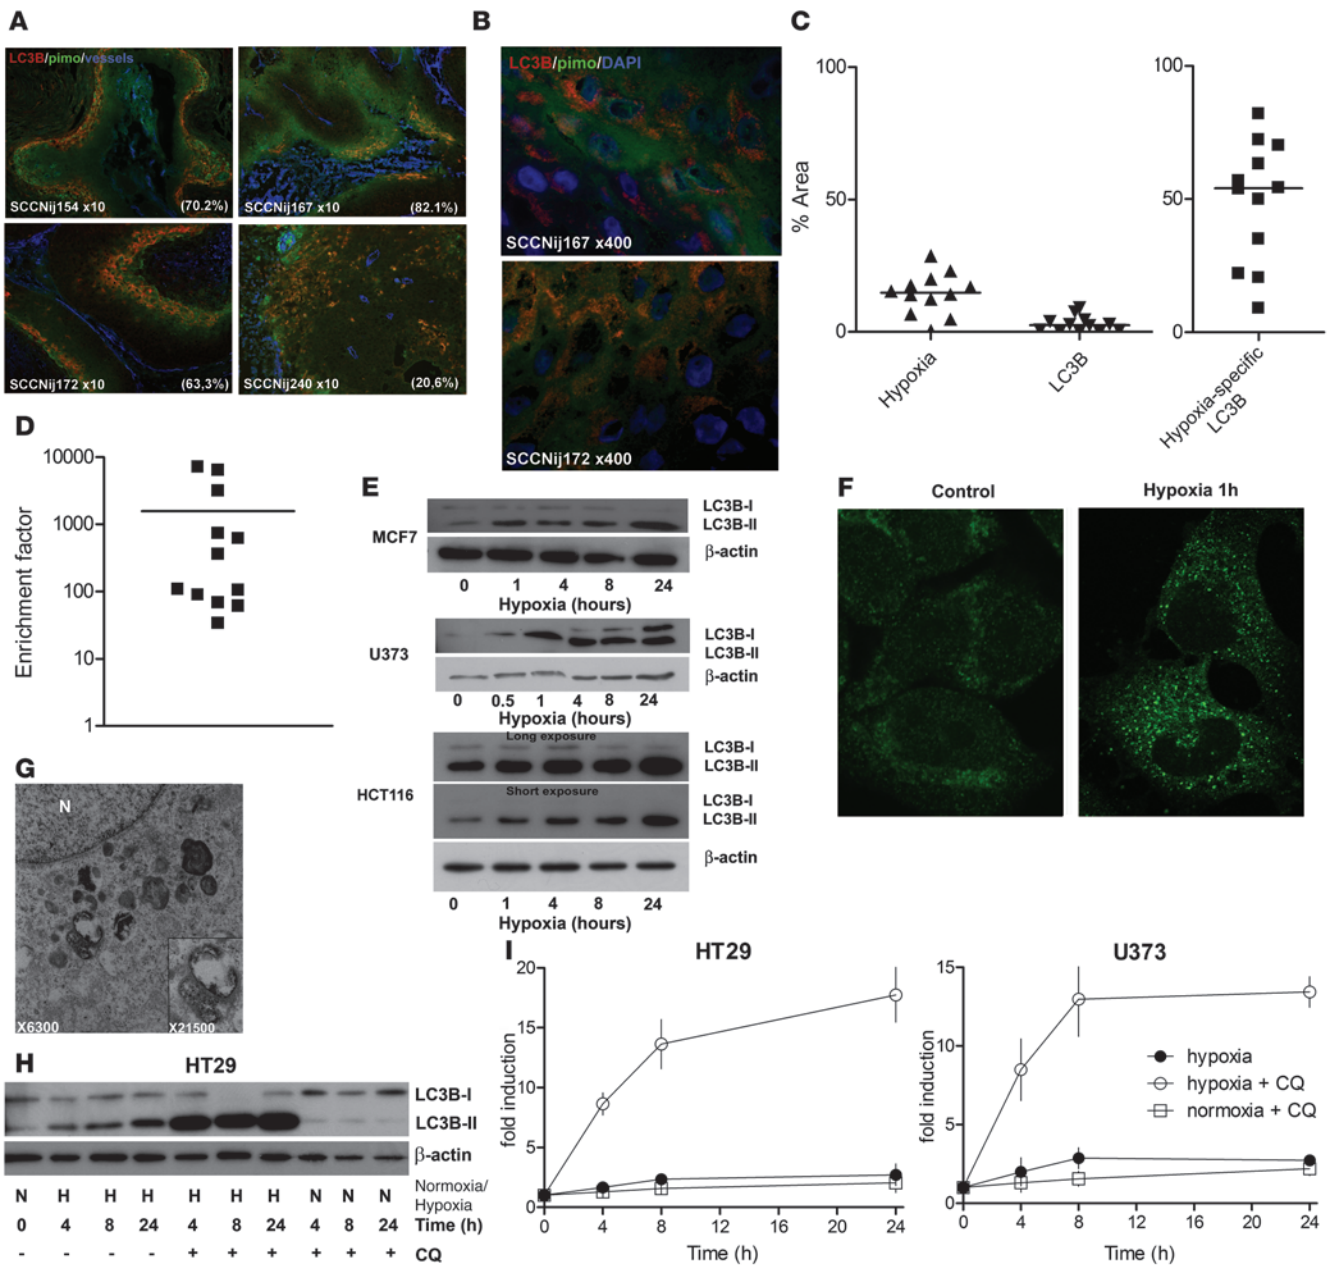 A
LC3B/pimo/vessels
SCCNij154 x10 (70.2%)
SCCNij167 x10 (82.1%)
SCCNij172 x10 (63,3%)
SCCNij240 x10 (20,6%)
B
LC3B/pimo/DAPI
SCCNij167 x400
SCCNij172 x400
C
% Area
100
50
0
Hypoxia
LC3B
100
50
0
Hypoxia-specific
LC3B
D
Enrichment factor
10000
1000
100
10
1
E
MCF7
LC3B-I
LC3B-II
β-actin
0 1 4 8 24
Hypoxia (hours)
U373
LC3B-I
LC3B-II
β-actin
0 0.5 1 4 8 24
Hypoxia (hours)
HCT116
Long exposure
LC3B-I
LC3B-II
Short exposure
LC3B-I
LC3B-II
β-actin
0 1 4 8 24
Hypoxia (hours)
F
Control
Hypoxia 1h
G
N
X6300
X21500
H
HT29
LC3B-I
LC3B-II
β-actin
N H H H H H H N N N Normoxia/
Hypoxia
0 4 8 24 4 8 24 4 8 24 Time (h)
- - - - + + + + + + CQ
I
HT29
fold induction
20
15
10
5
0
0 4 8 12 16 20 24
Time (h)
U373
fold induction
15
10
5
0
0 4 8 12 16 20 24
Time (h)
hypoxia
hypoxia + CQ
normoxia + CQ